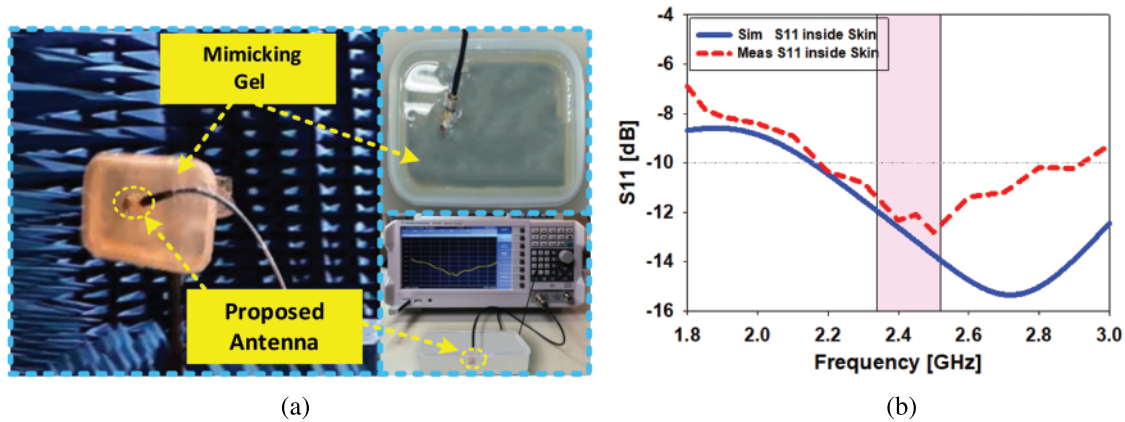 Mimicking
Gel
Proposed
Antenna
(a)
S11 [dB]
-4
-6
-8
-10
-12
-14
-16
Sim S11 inside Skin
Meas S11 inside Skin
1.8 2.0 2.2 2.4 2.6 2.8 3.0
Frequency [GHz]
(b)